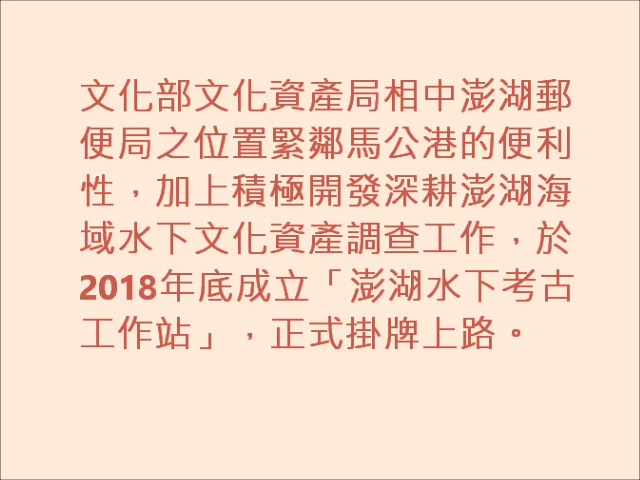 文化部文化資產局相中澎湖郵
便局之位置緊鄰馬公港的便利
性，加上積極開發深耕澎湖海
域水下文化資產調查工作，於
2018年底成立「澎湖水下考古
工作站」，正式掛牌上路。